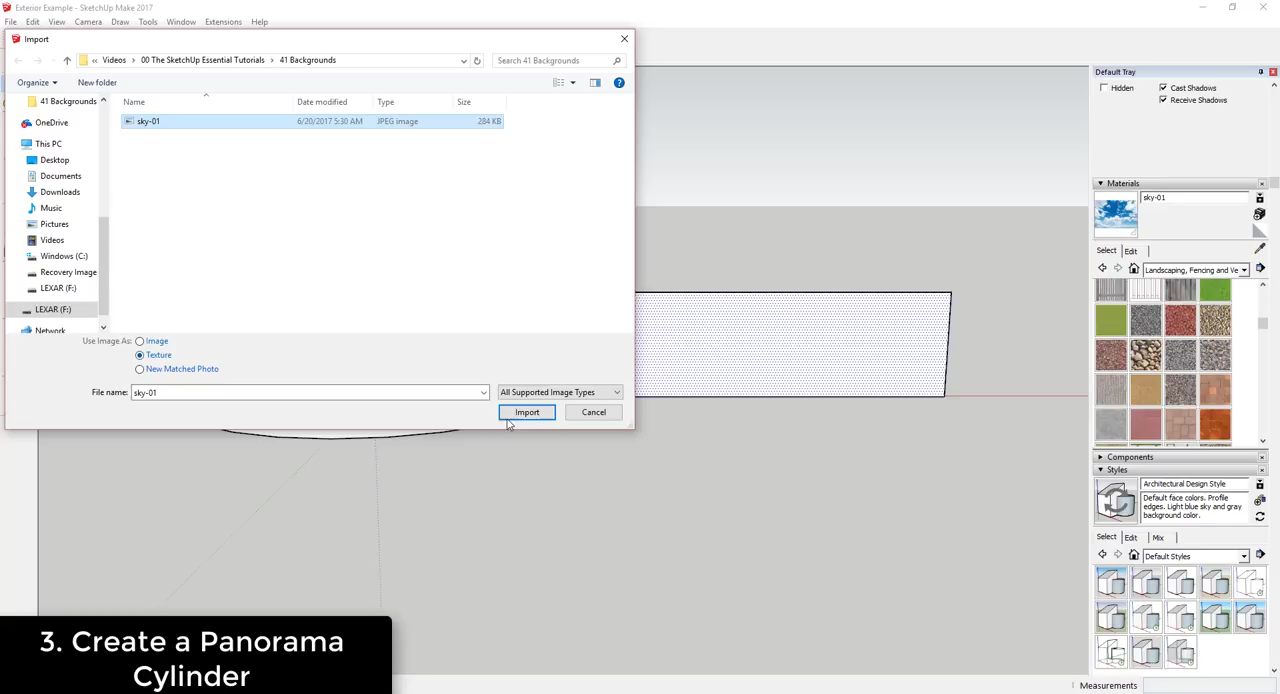 Exterior Example - SketchUp Make 2017
File Edit View Camera Draw Tools Window Extensions Help
Import
« Videos > 00 The SketchUp Essential Tutorials > 41 Backgrounds
Search 41 Backgrounds
Organize New folder
Name Date modified Type Size
sky-01 6/20/2017 5:30 AM JPEG image 284 KB
41 Backgrounds
OneDrive
This PC
Desktop
Documents
Downloads
Music
Pictures
Videos
Windows (C:)
Recovery Image
LEXAR (F:)
LEXAR (F:)
Network
Use Image As: Image
Texture
New Matched Photo
File name: sky-01 All Supported Image Types
Import Cancel
Default Tray
Hidden Cast Shadows
Receive Shadows
Materials
sky-01
Select Edit
Landscaping, Fencing and Ve
Components
Styles
Architectural Design Style
Default face colors. Profile
edges. Light blue sky and gray
background color.
Select Edit Mix
Default Styles
3. Create a Panorama
Cylinder
Measurements